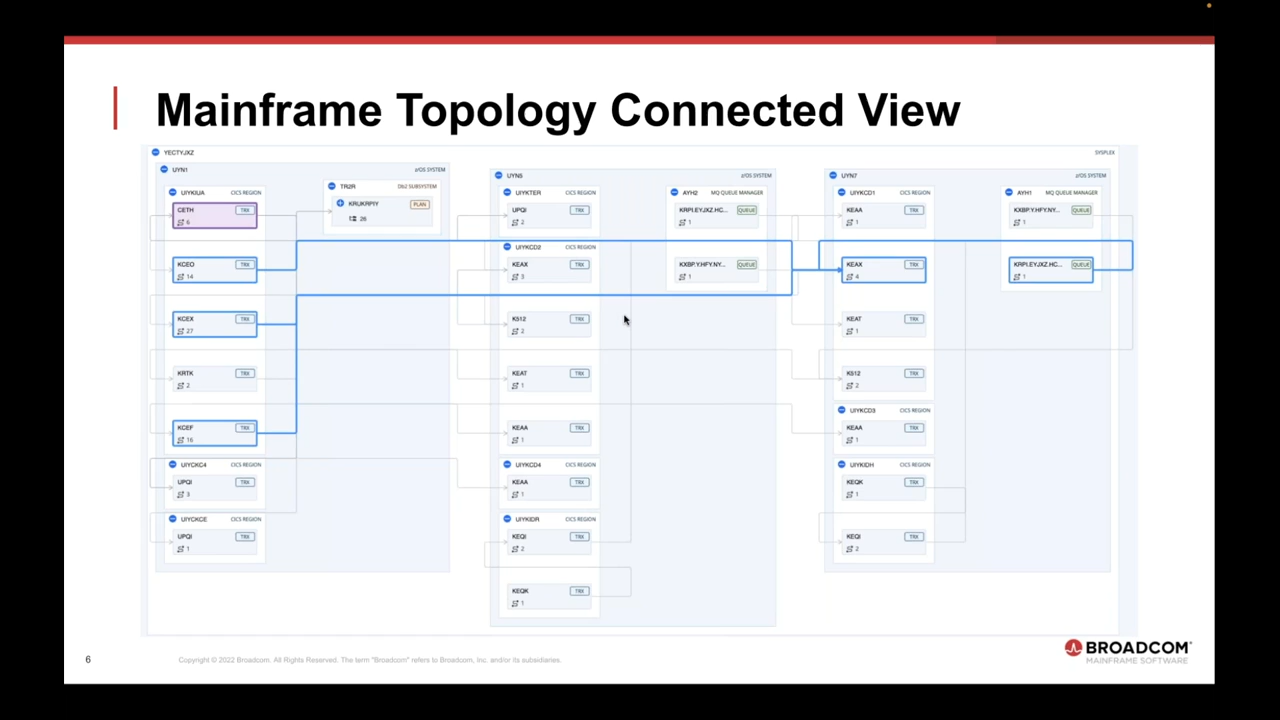 Mainframe Topology Connected View
YECTYJXZ SYSPLEX
UYN1 z/OS SYSTEM
UIYKIUA CICS REGION
CETH TRX
6
KCEO TRX
14
KCEX TRX
27
KRTK TRX
2
KCEF TRX
16
UIYCKC4 CICS REGION
UPQI TRX
3
UIYCKCE CICS REGION
UPQI TRX
1
TR2R Db2 SUBSYSTEM
KRUKRPIY PLAN
26
UYN5 z/OS SYSTEM
UIYKTER CICS REGION
UPQI TRX
2
UIYKCD2 CICS REGION
KEAX TRX
3
K512 TRX
2
KEAT TRX
1
KEAA TRX
1
UIYKCD4 CICS REGION
KEAA TRX
1
UIYKIDR CICS REGION
KEQI TRX
2
KEQK TRX
1
AYH2 MQ QUEUE MANAGER
KRPI.EYJXZ.HC... QUEUE
1
KXBP.Y.HFY.NY... QUEUE
1
UYN7 z/OS SYSTEM
UIYKCD1 CICS REGION
KEAA TRX
1
KEAX TRX
4
KEAT TRX
1
K512 TRX
2
UIYKCD3 CICS REGION
KEAA TRX
1
UIYKIDH CICS REGION
KEQK TRX
1
KEQI TRX
2
AYH1 MQ QUEUE MANAGER
KXBP.Y.HFY.NY... QUEUE
1
KRPI.EYJXZ.HC... QUEUE
1
6
Copyright © 2022 Broadcom. All Rights Reserved. The term "Broadcom" refers to Broadcom, Inc. and/or its subsidiaries.
BROADCOM®
MAINFRAME SOFTWARE